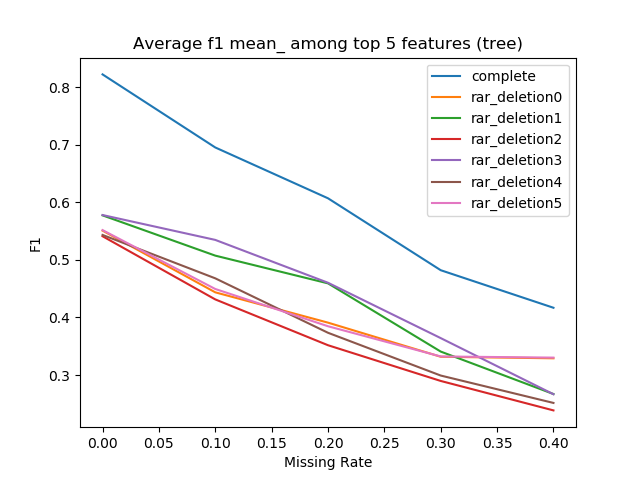 Average f1 mean_ among top 5 features (tree)
complete
rar_deletion0
rar_deletion1
rar_deletion2
rar_deletion3
rar_deletion4
rar_deletion5
F1
0.8
0.7
0.6
0.5
0.4
0.3
0.00 0.05 0.10 0.15 0.20 0.25 0.30 0.35 0.40
Missing Rate